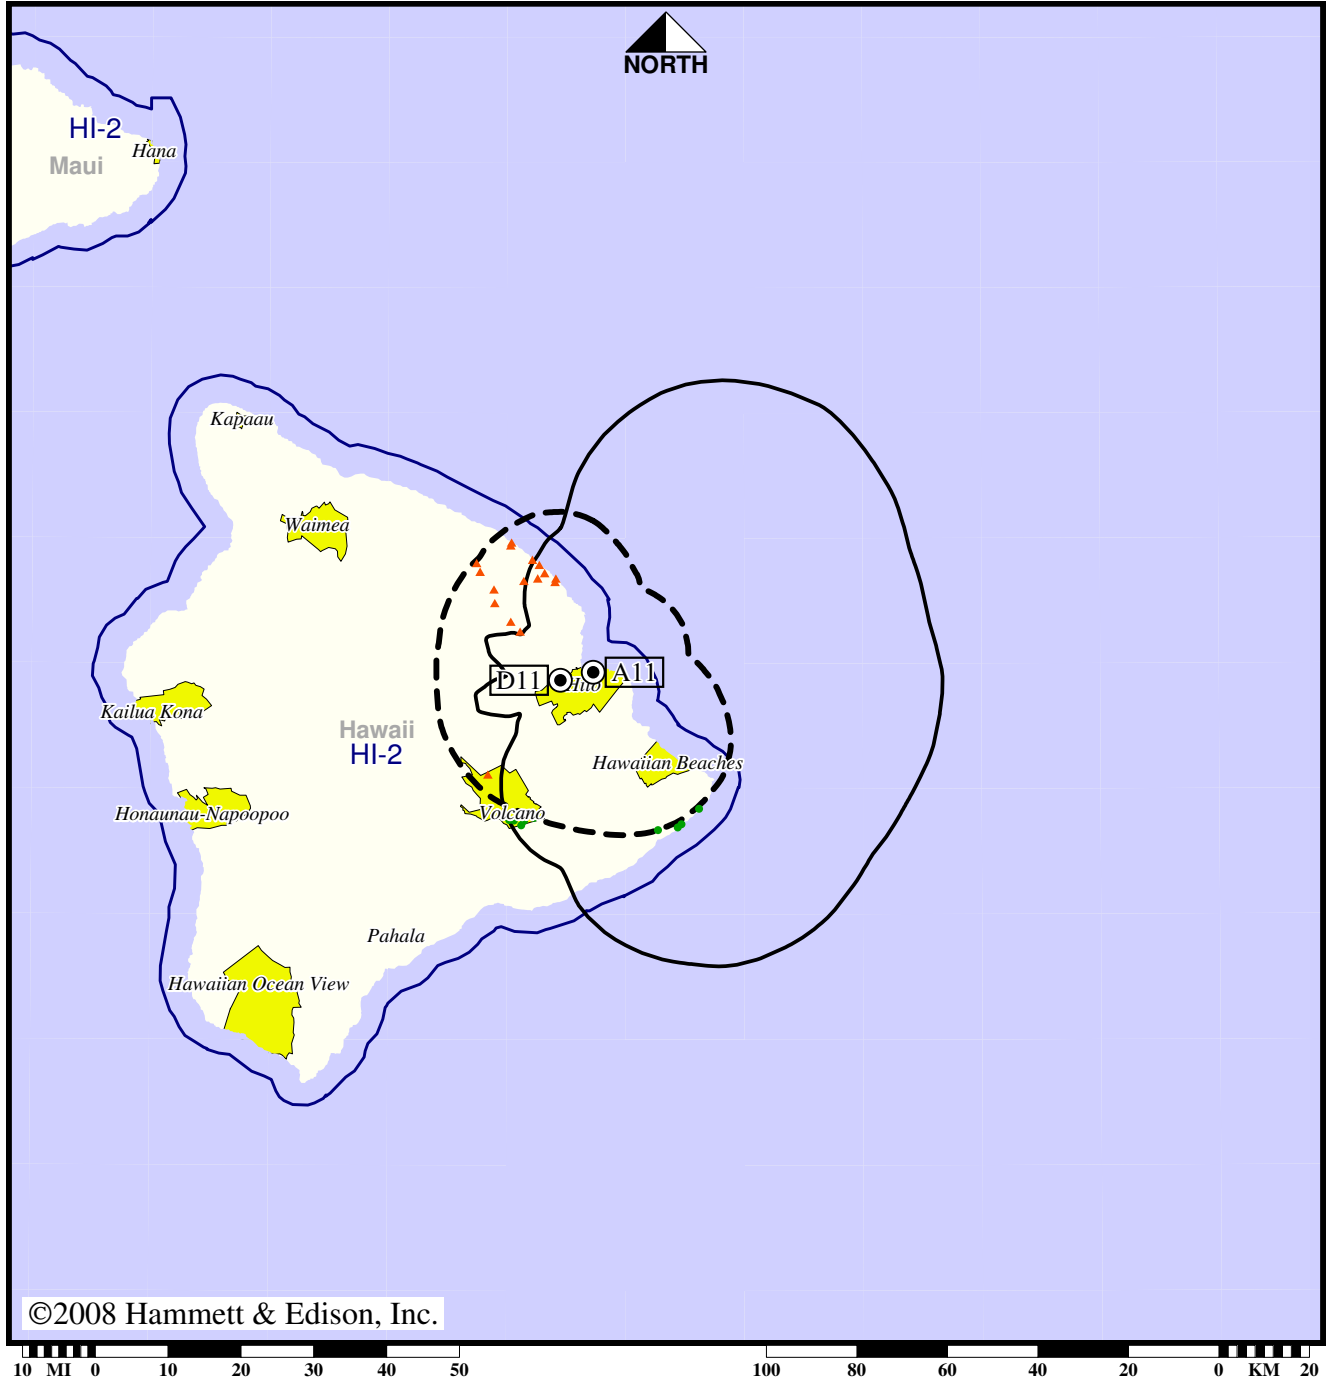 NORTH
HI-2
Hana
Maui
Kapaau
Waimea
D11
A11
Hilo
Kailua Kona
Hawaii
HI-2
Hawaiian Beaches
Honaunau-Napoopoo
Volcano
Pahala
Hawaiian Ocean View
©2008 Hammett & Edison, Inc.
10 MI 0 10 20 30 40 50 100 80 60 40 20 0 KM 20